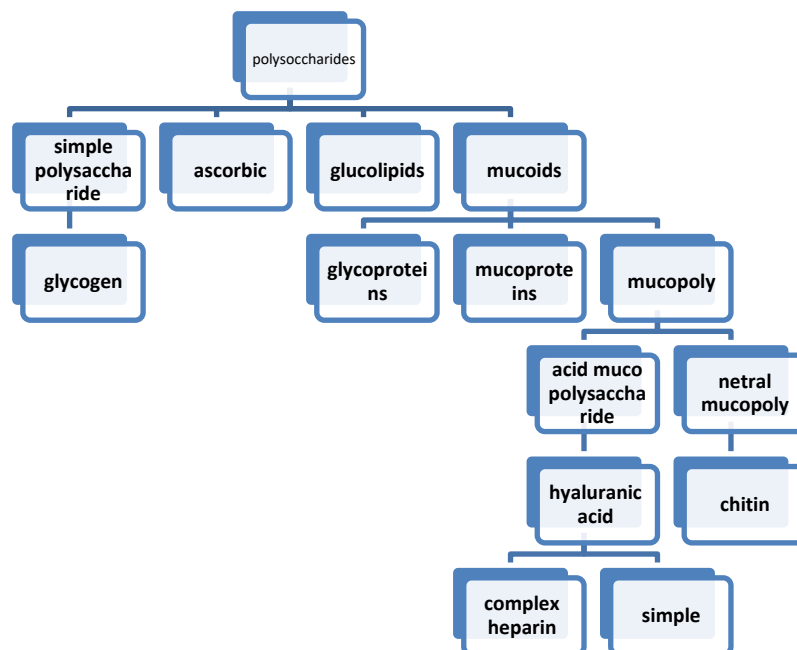 polysoccharides
simple
polysaccha
ride
ascorbic
glucolipids
mucoids
glycogen
glycoprotei
ns
mucoprote
ins
mucopoly
acid muco
polysaccha
ride
netral
mucopoly
hyaluranic
acid
chitin
complex
heparin
simple